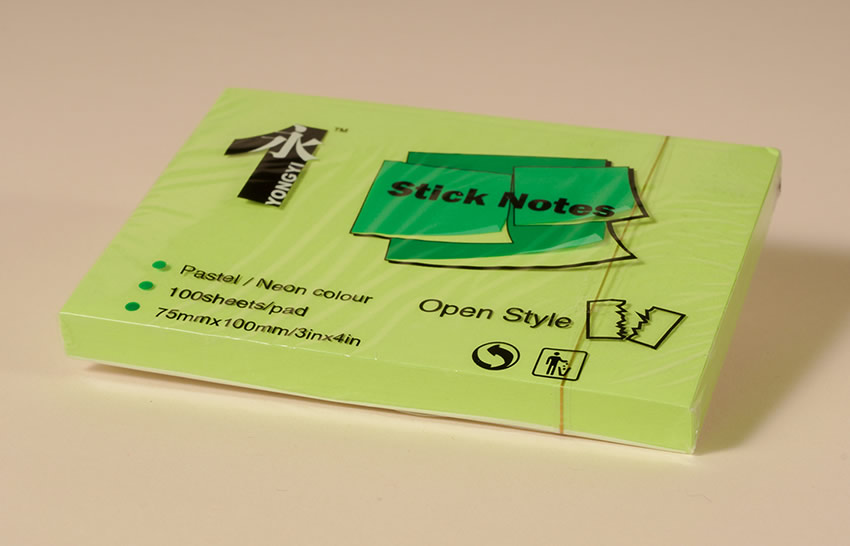 永
YONGYI
TM
Stick Notes
Pastel / Neon colour
100sheets/pad
75mmx100mm/3inx4in
Open Style